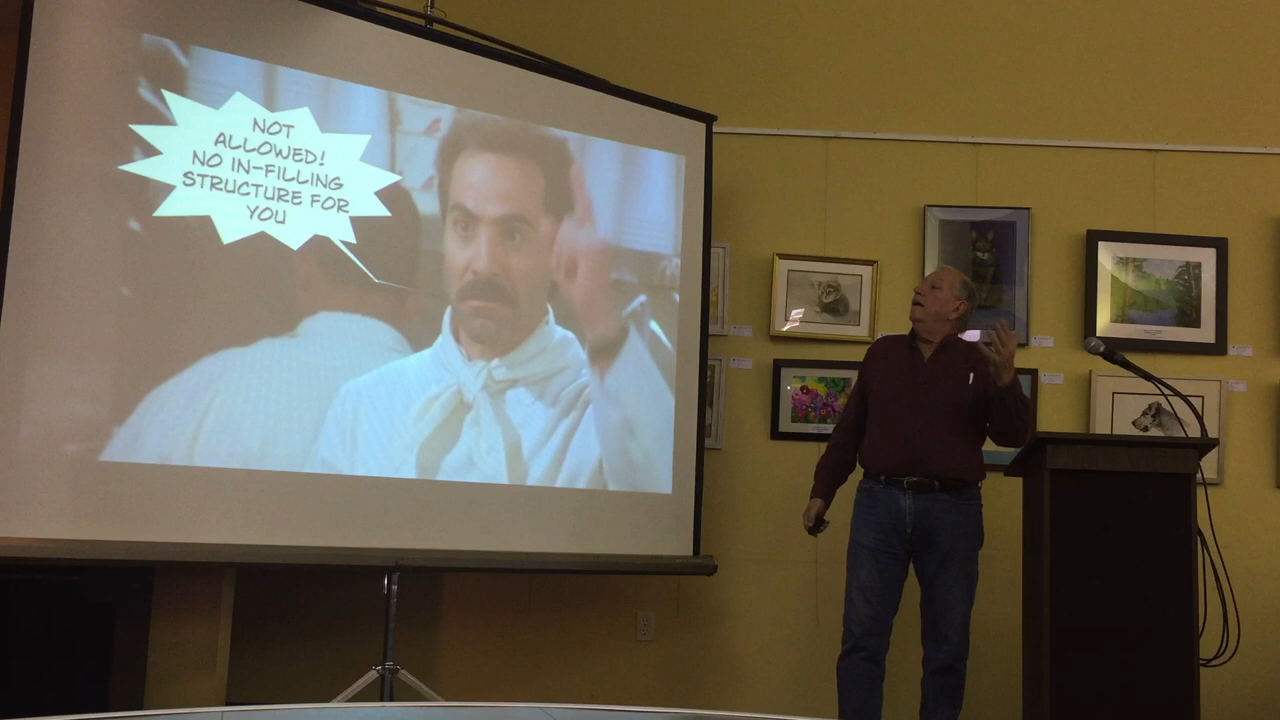 NOT
ALLOWED!
NO IN-FILLING
STRUCTURE FOR
YOU